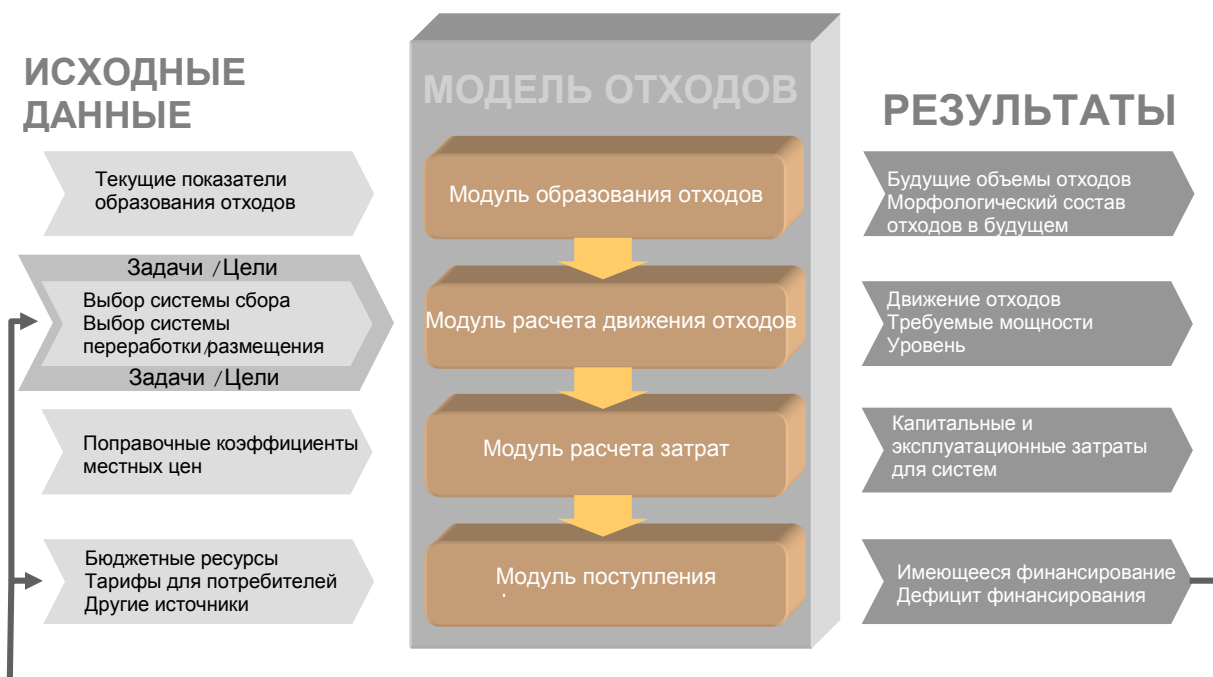 ИСХОДНЫЕ
ДАННЫЕ
МОДЕЛЬ ОТХОДОВ
РЕЗУЛЬТАТЫ
Текущие показатели
образования отходов
Модуль образования отходов
Будущие объемы отходов
Морфологический состав
отходов в будущем
Задачи /Цели
Выбор системы сбора
Выбор системы
переработки/размещения
Задачи /Цели
Модуль расчета движения отходов
Движение отходов
Требуемые мощности
Уровень
Поправочные коэффициенты
местных цен
Модуль расчета затрат
Капитальные и
эксплуатационные затраты
для систем
Бюджетные ресурсы
Тарифы для потребителей
Другие источники
Модуль поступления
Имеющееся финансирование
Дефицит финансирования